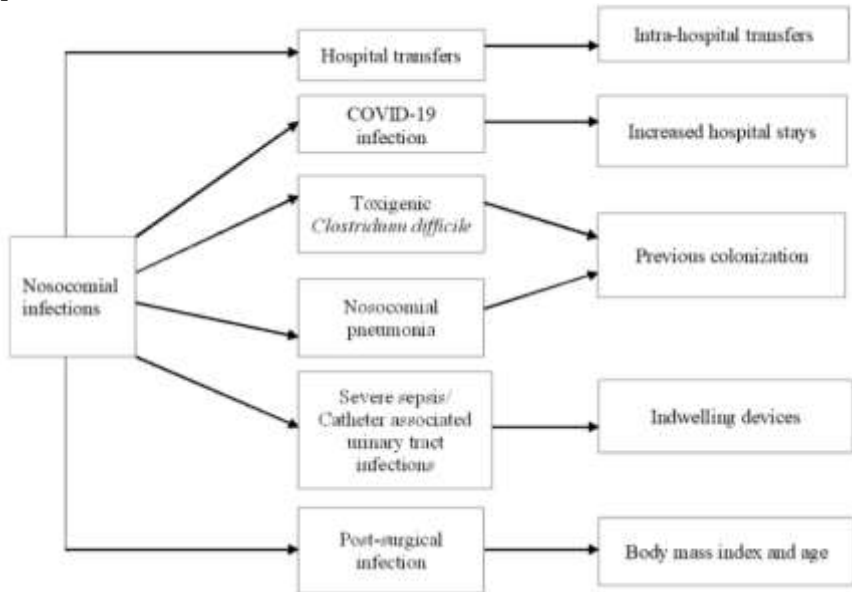 Hospital transfers
Intra-hospital transfers
COVID-19
infection
Increased hospital stays
Toxigenic
Clostridium difficile
Previous colonization
Nosocomial
infections
Nosocomial
pneumonia
Severe sepsis/
Catheter associated
urinary tract
infections
Indwelling devices
Post-surgical
infection
Body mass index and age